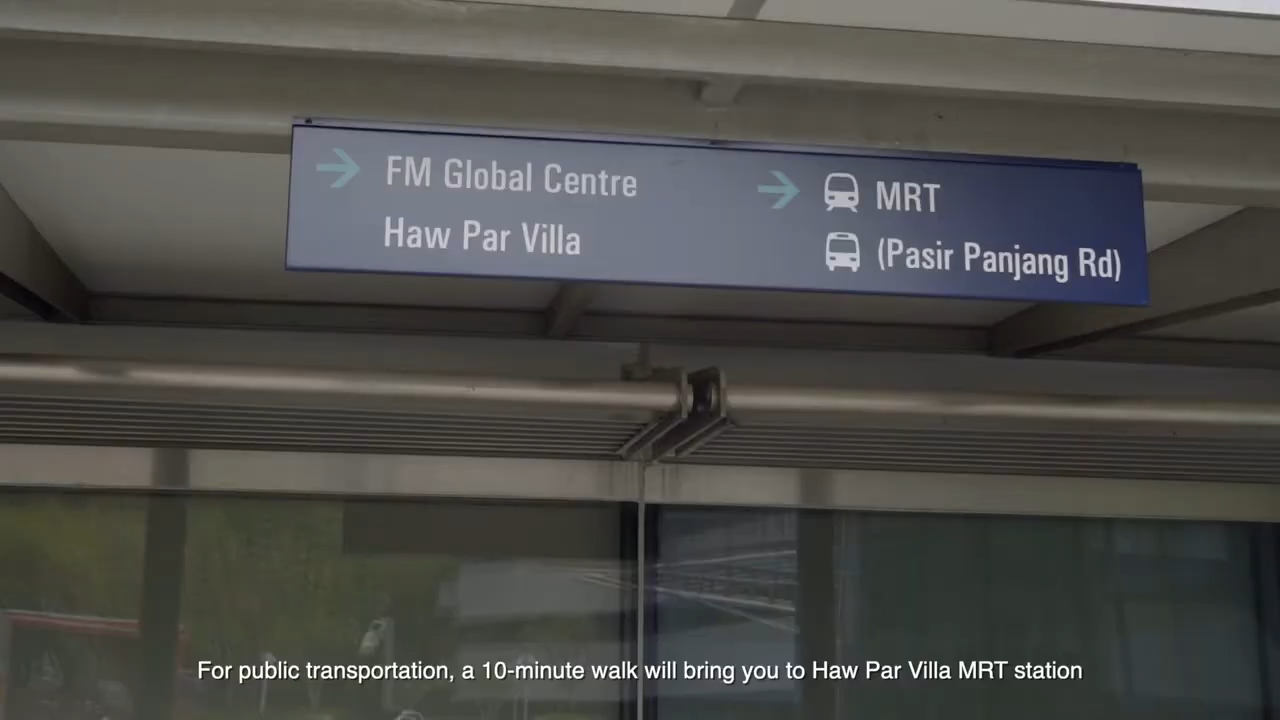 FM Global Centre
Haw Par Villa
MRT
(Pasir Panjang Rd)
For public transportation, a 10-minute walk will bring you to Haw Par Villa MRT station